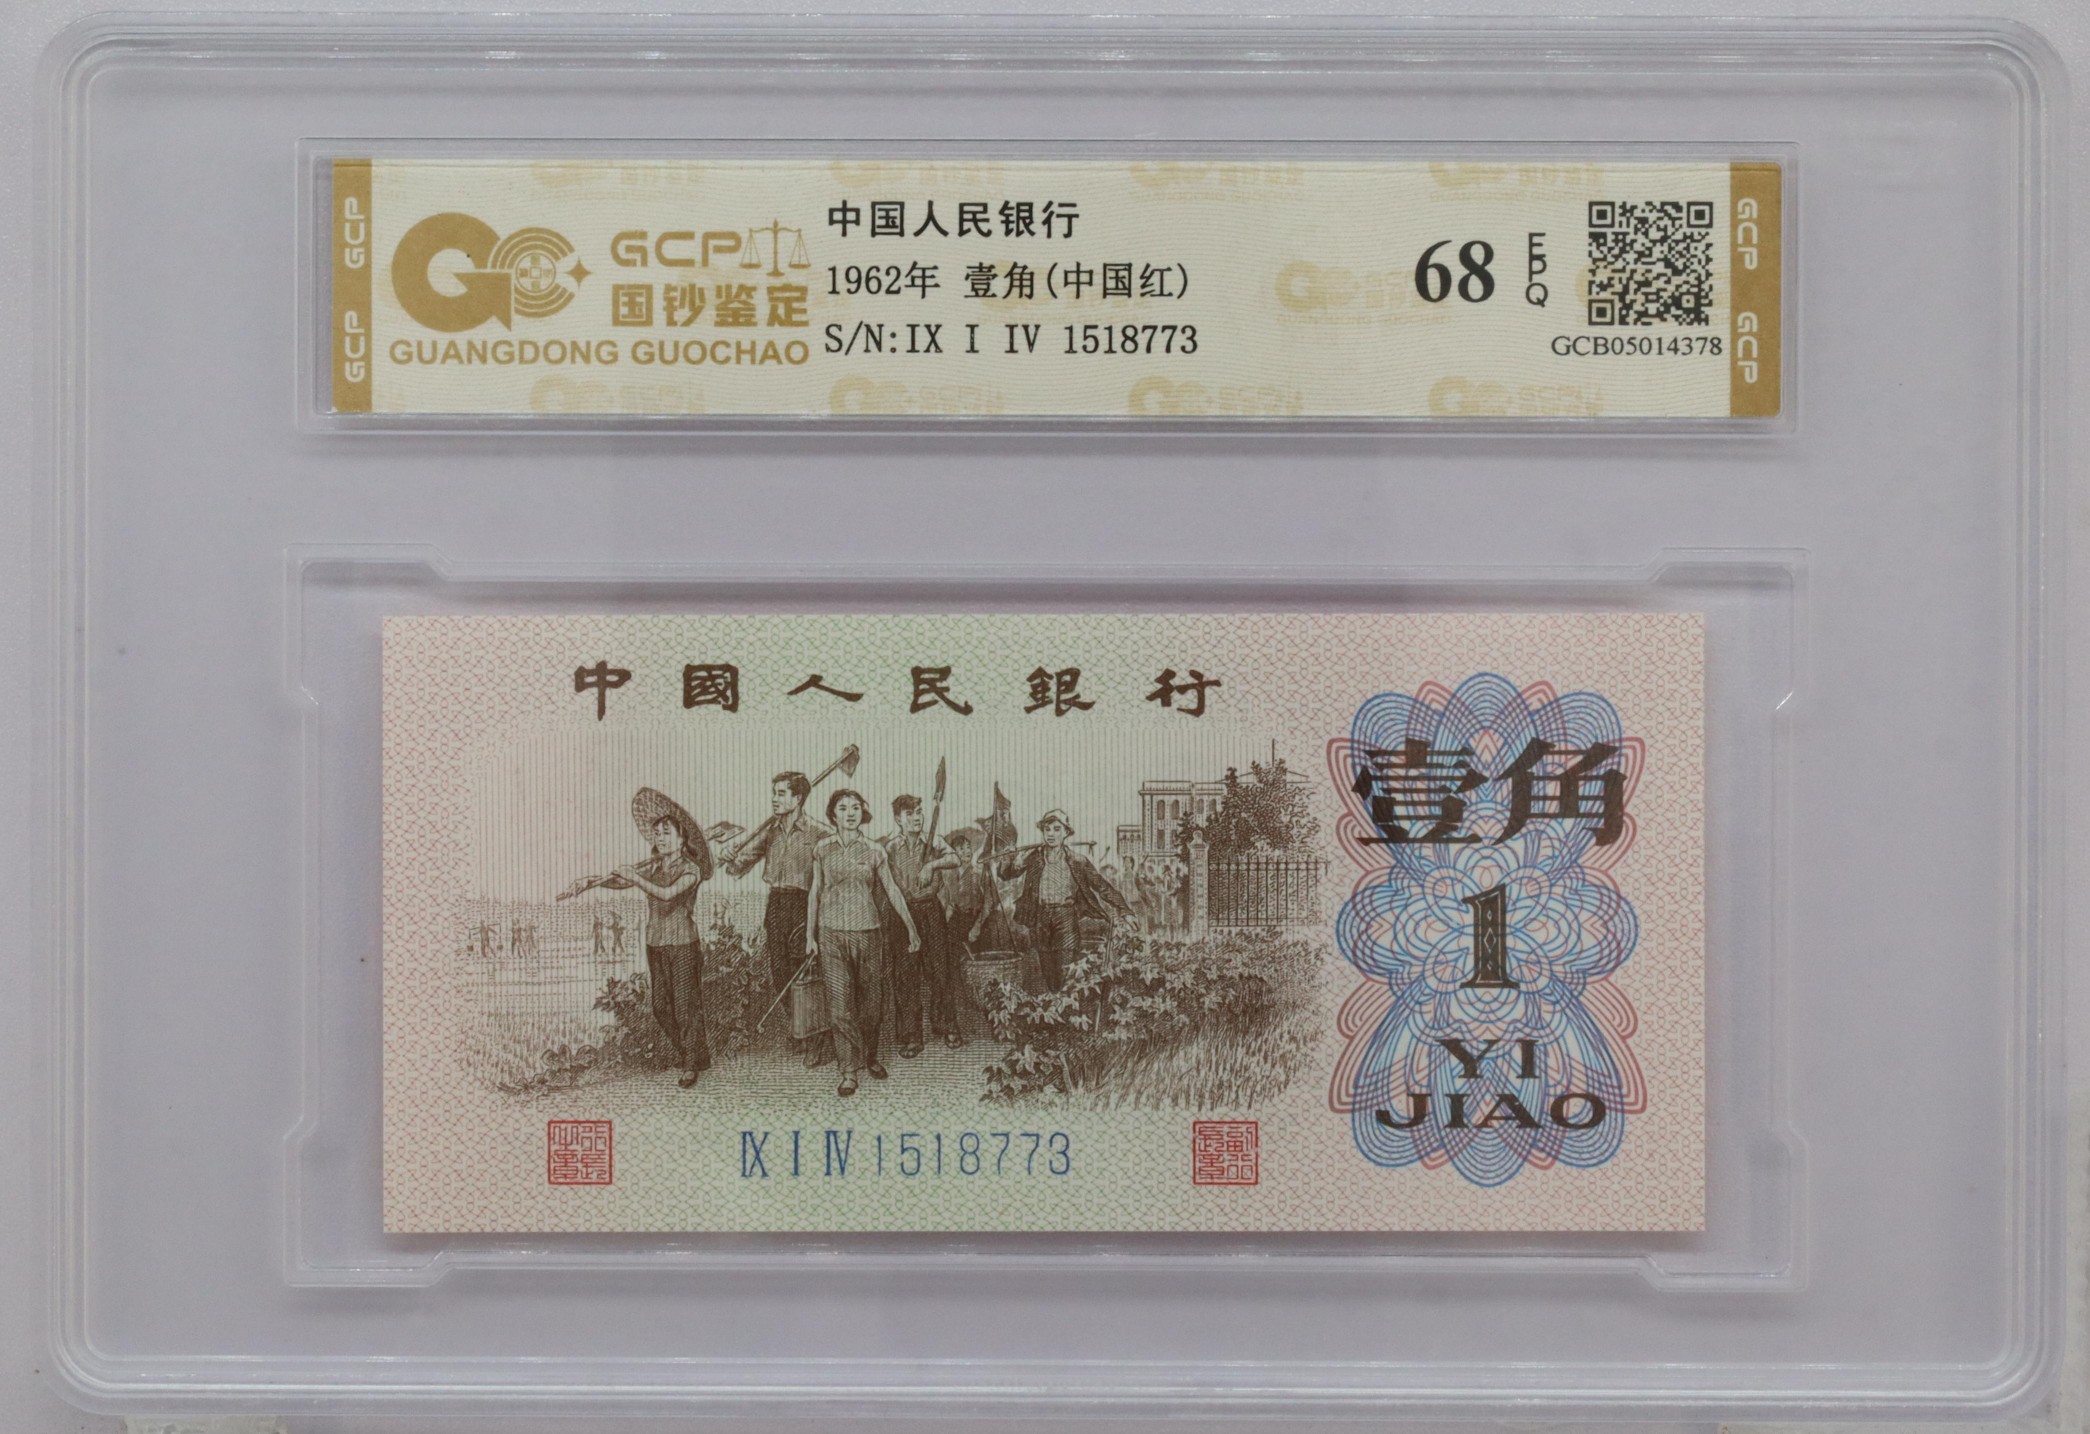 GCP
GCP
GCP
国钞鉴定
GUANGDONG GUOCHAO
中国人民银行
1962年 壹角(中国红)
S/N:IX I IV 1518773
68
EPQ
GCB05014378
GCP
GCP
中國人民銀行
壹角
1
YI
JIAO
IX I IV 1518773